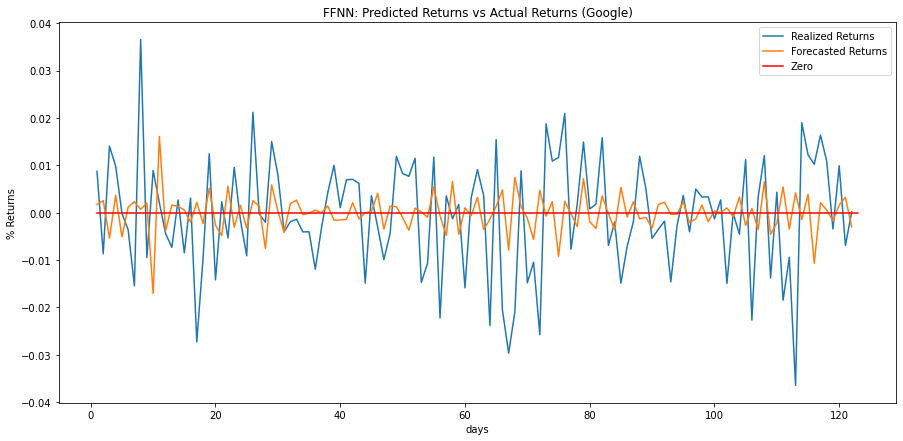 FFNN: Predicted Returns vs Actual Returns (Google)
Realized Returns
Forecasted Returns
Zero
0.04
0.03
0.02
0.01
0.00
−0.01
−0.02
−0.03
−0.04
% Returns
0 20 40 60 80 100 120
days